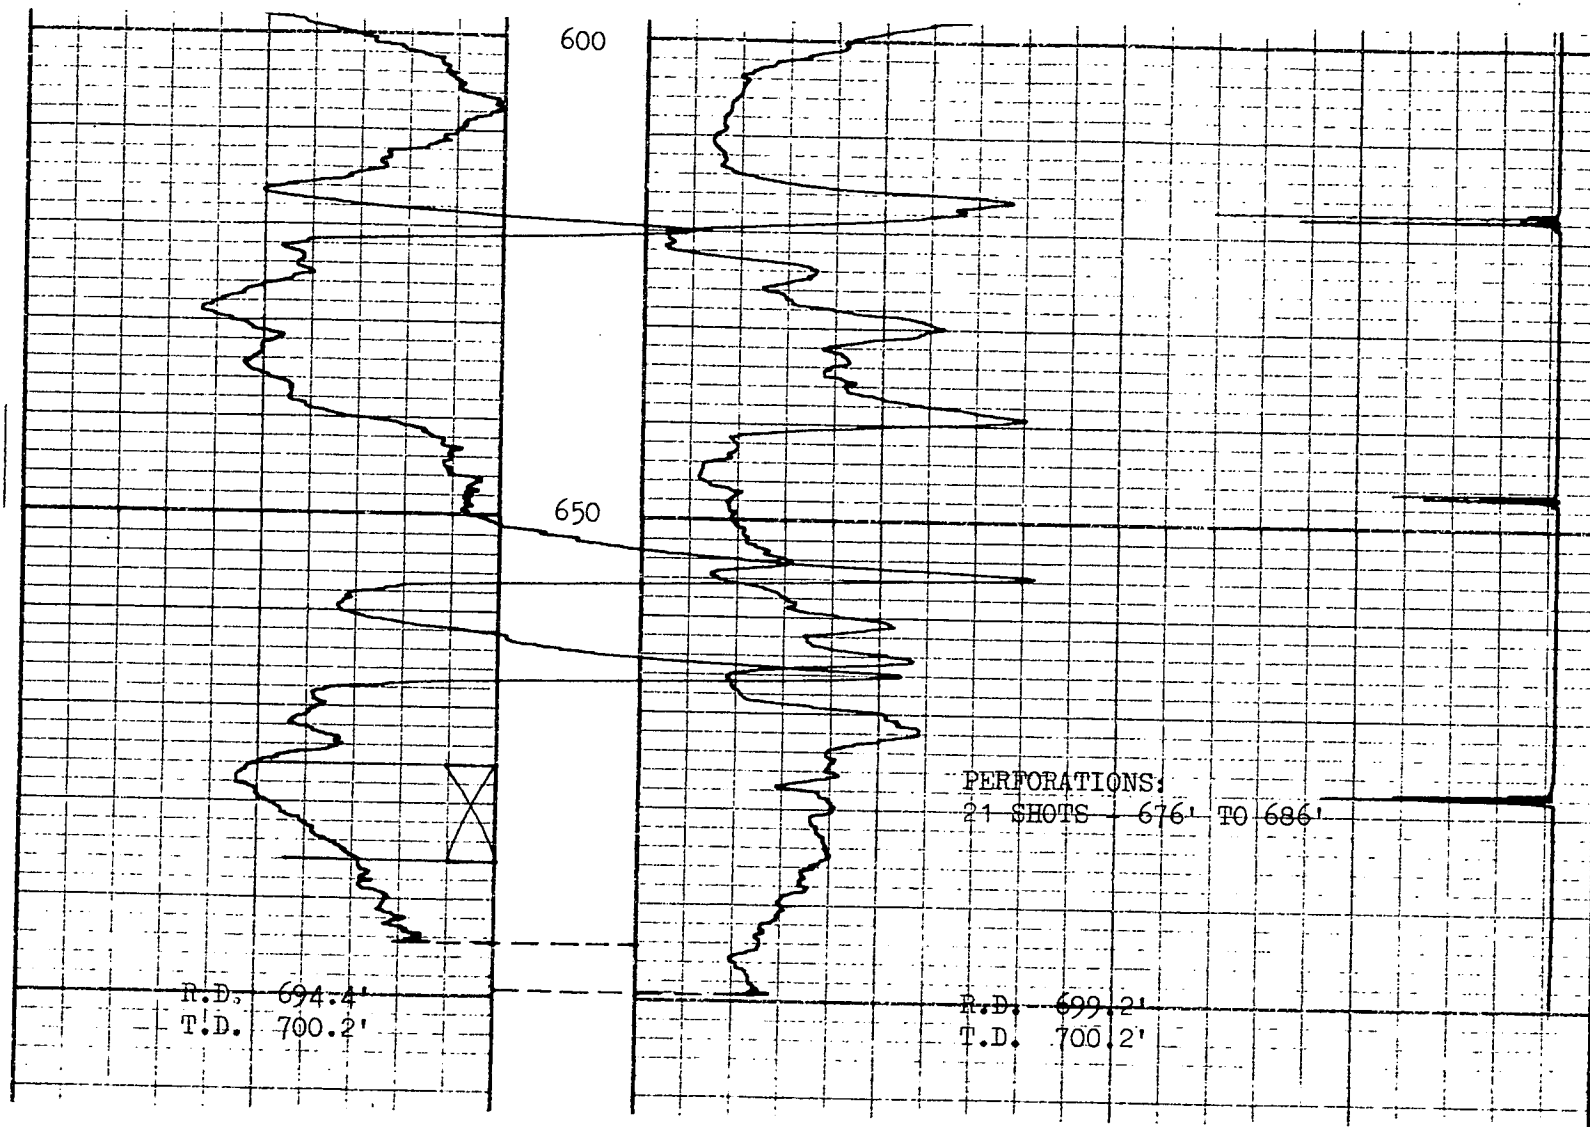 600
650
PERFORATIONS:
21 SHOTS - 676' TO 686'
R.D. 694.4'
T.D. 700.2'
R.D. 699.2'
T.D. 700.2'